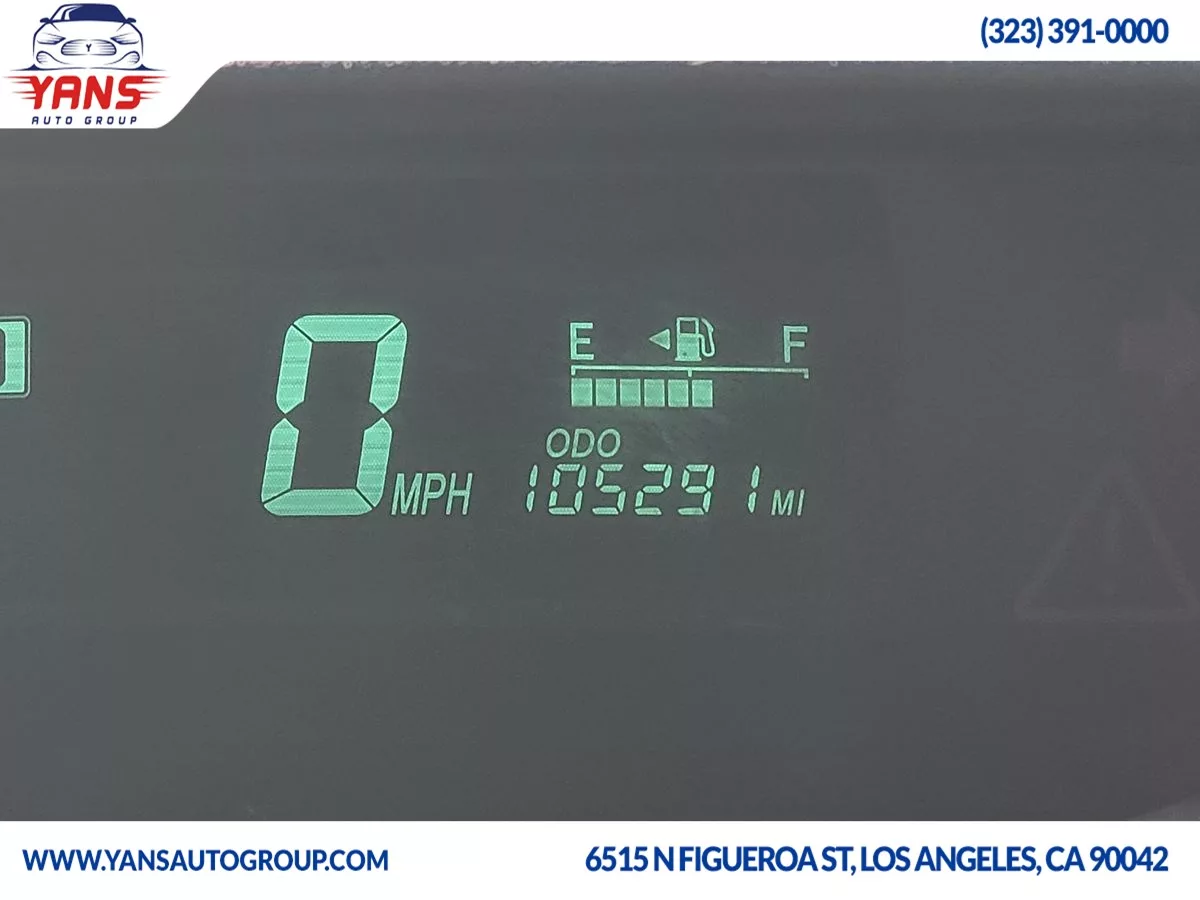 (323) 391-0000
Y
YANS
AUTO GROUP
E F
0 MPH
ODO
105291 MI
WWW.YANSAUTOGROUP.COM
6515 N FIGUEROA ST, LOS ANGELES, CA 90042